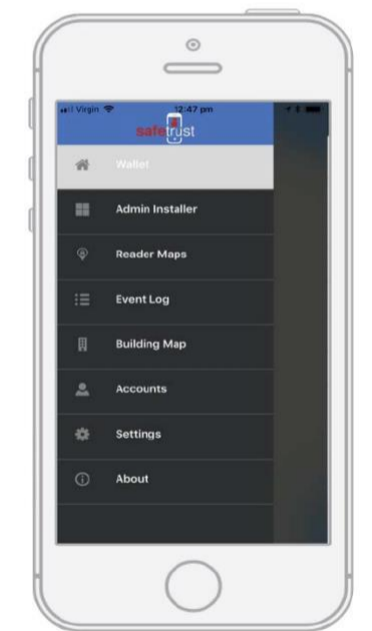 Virgin 12:47 pm
safetrust
Wallet
Admin Installer
Reader Maps
Event Log
Building Map
Accounts
Settings
About